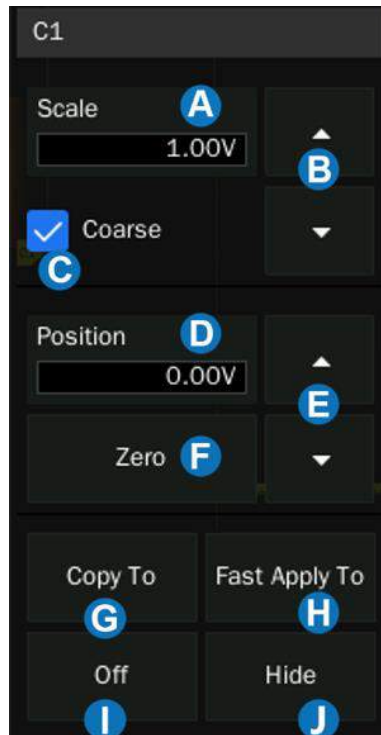 C1
Scale A
1.00V
B
Coarse
C
Position D
0.00V
E
Zero F
Copy To Fast Apply To
G H
Off Hide
I J